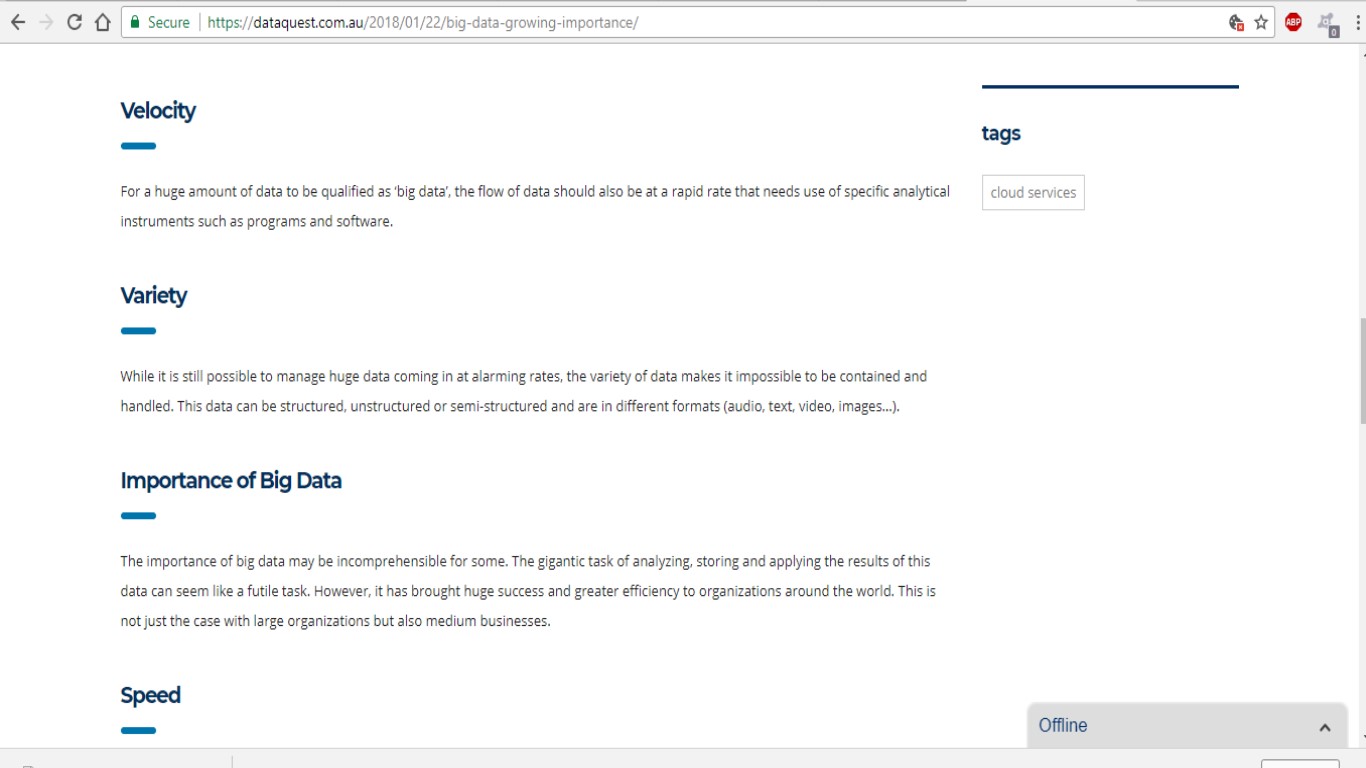 Secure
https://dataquest.com.au/2018/01/22/big-data-growing-importance/
ABP
0
Velocity
For a huge amount of data to be qualified as ‘big data’, the flow of data should also be at a rapid rate that needs use of specific analytical
instruments such as programs and software.
Variety
While it is still possible to manage huge data coming in at alarming rates, the variety of data makes it impossible to be contained and
handled. This data can be structured, unstructured or semi-structured and are in different formats (audio, text, video, images...).
Importance of Big Data
The importance of big data may be incomprehensible for some. The gigantic task of analyzing, storing and applying the results of this
data can seem like a futile task. However, it has brought huge success and greater efficiency to organizations around the world. This is
not just the case with large organizations but also medium businesses.
Speed
tags
cloud services
Offline